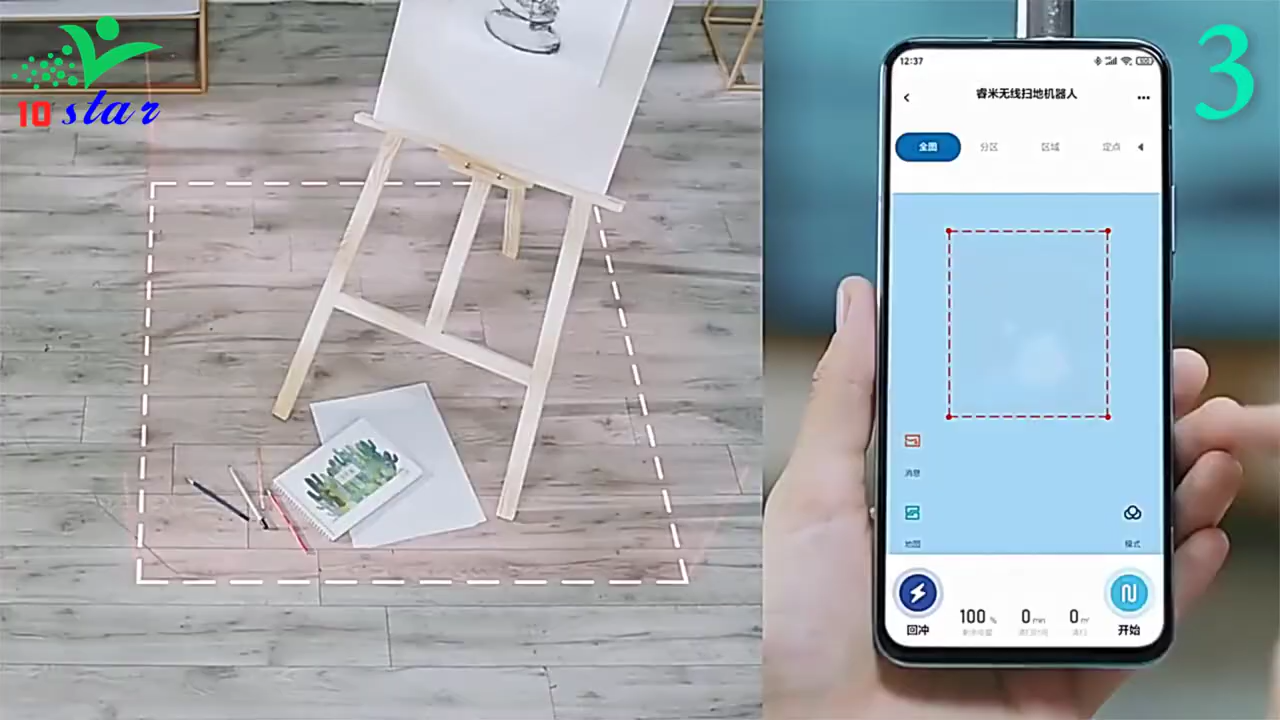 10 star
3
12:37
睿米无线扫地机器人
全图
分区
区域
定点
消息
地图
模式
100 %
0 min
0 m²
回冲
开始